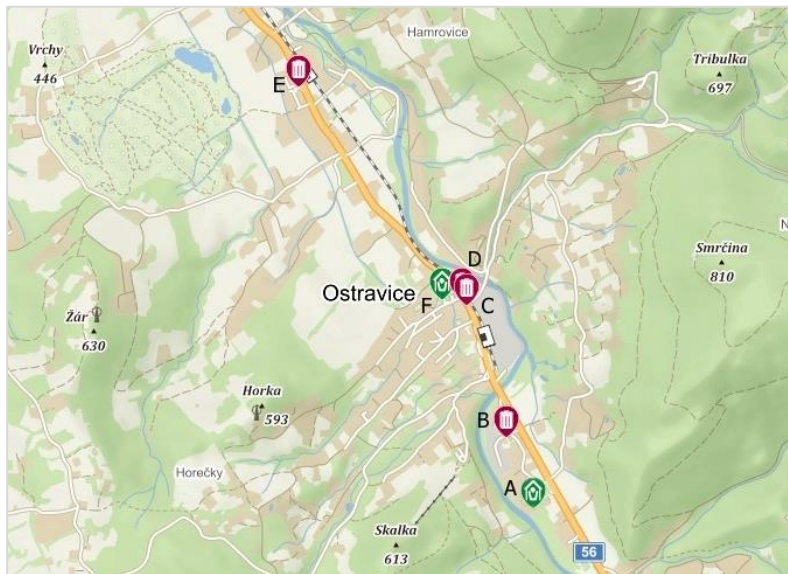 Hamrovice
Vrchy
446
Tribulka
697
E
D
Ostravice
F
C
Smrčina
810
N
Žár
630
Horka
593
B
Horečky
A
Skalka
613
56